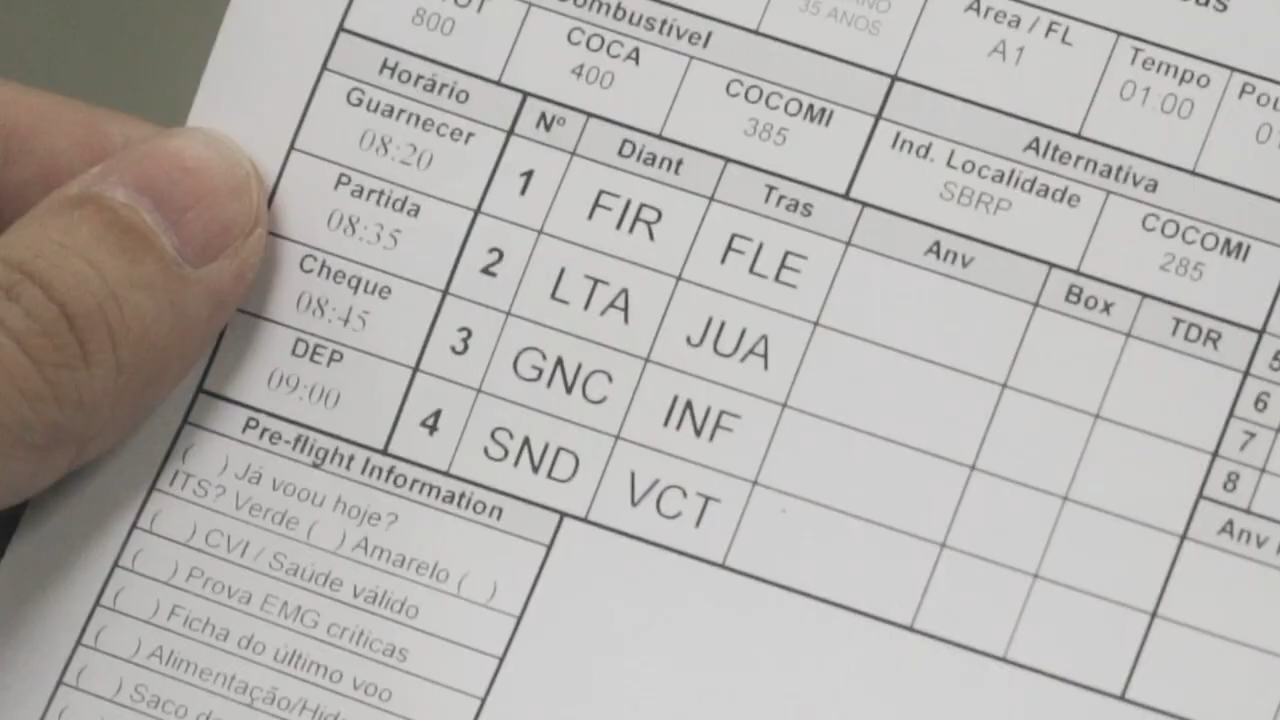 800
Combustível
COCA
400
COCOMI
385
35 ANOS
Área / FL
A1
Tempo
01:00
Alternativa
Ind. Localidade
SBRP
COCOMI
285
Horário
Guarnecer
08:20
Partida
08:35
Cheque
08:45
DEP
09:00
Nº Diant Tras Anv Box TDR
1 FIR FLE
2 LTA JUA
3 GNC INF
4 SND VCT
5
6
7
8
Anv
Pre-flight Information
( ) Já voou hoje?
ITS? Verde ( ) Amarelo ( )
( ) CVI / Saúde válido
( ) Prova EMG críticas
( ) Ficha do último voo
( ) Alimentação/Hid
( ) Saco de